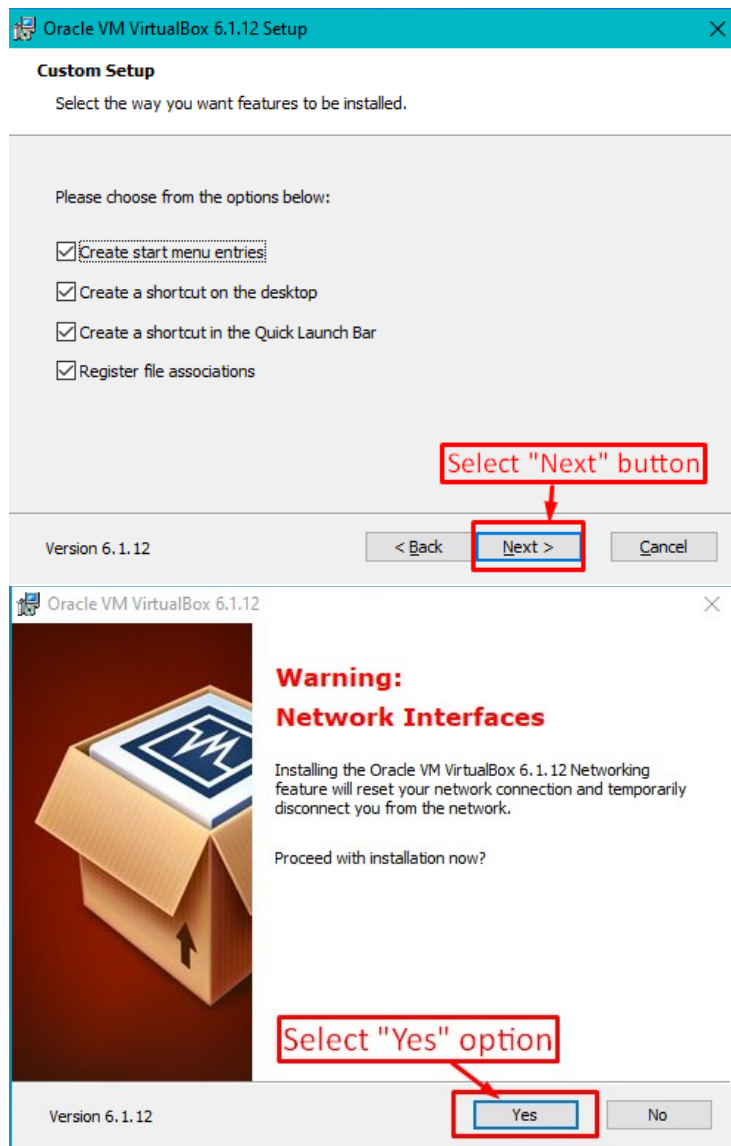 Oracle VM VirtualBox 6.1.12 Setup
Custom Setup
Select the way you want features to be installed.
Please choose from the options below:
Create start menu entries
Create a shortcut on the desktop
Create a shortcut in the Quick Launch Bar
Register file associations
Select "Next" button
Version 6.1.12
< Back
Next >
Cancel
Oracle VM VirtualBox 6.1.12
Warning:
Network Interfaces
Installing the Oracle VM VirtualBox 6.1.12 Networking
feature will reset your network connection and temporarily
disconnect you from the network.
Proceed with installation now?
Select "Yes" option
Version 6.1.12
Yes
No